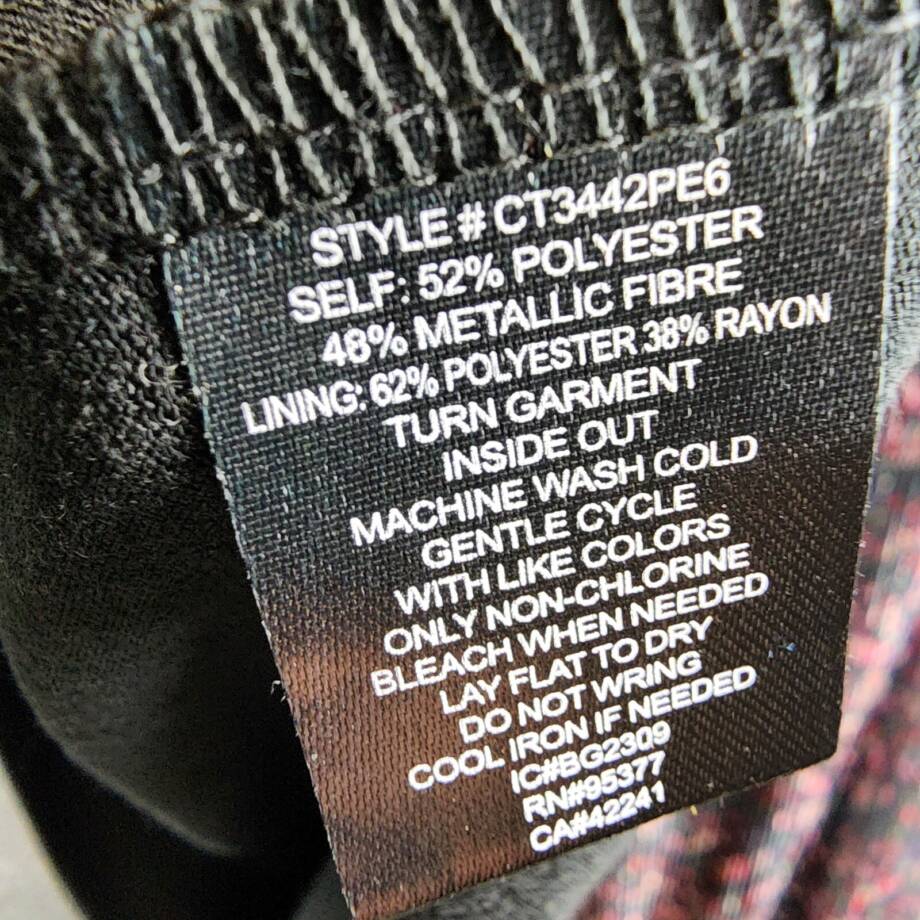 STYLE # CT3442PE6
SELF: 52% POLYESTER
48% METALLIC FIBRE
LINING: 62% POLYESTER 38% RAYON
TURN GARMENT
INSIDE OUT
MACHINE WASH COLD
GENTLE CYCLE
WITH LIKE COLORS
ONLY NON-CHLORINE
BLEACH WHEN NEEDED
LAY FLAT TO DRY
DO NOT WRING
COOL IRON IF NEEDED
IC#BG2309
RN#95377
CA#42241